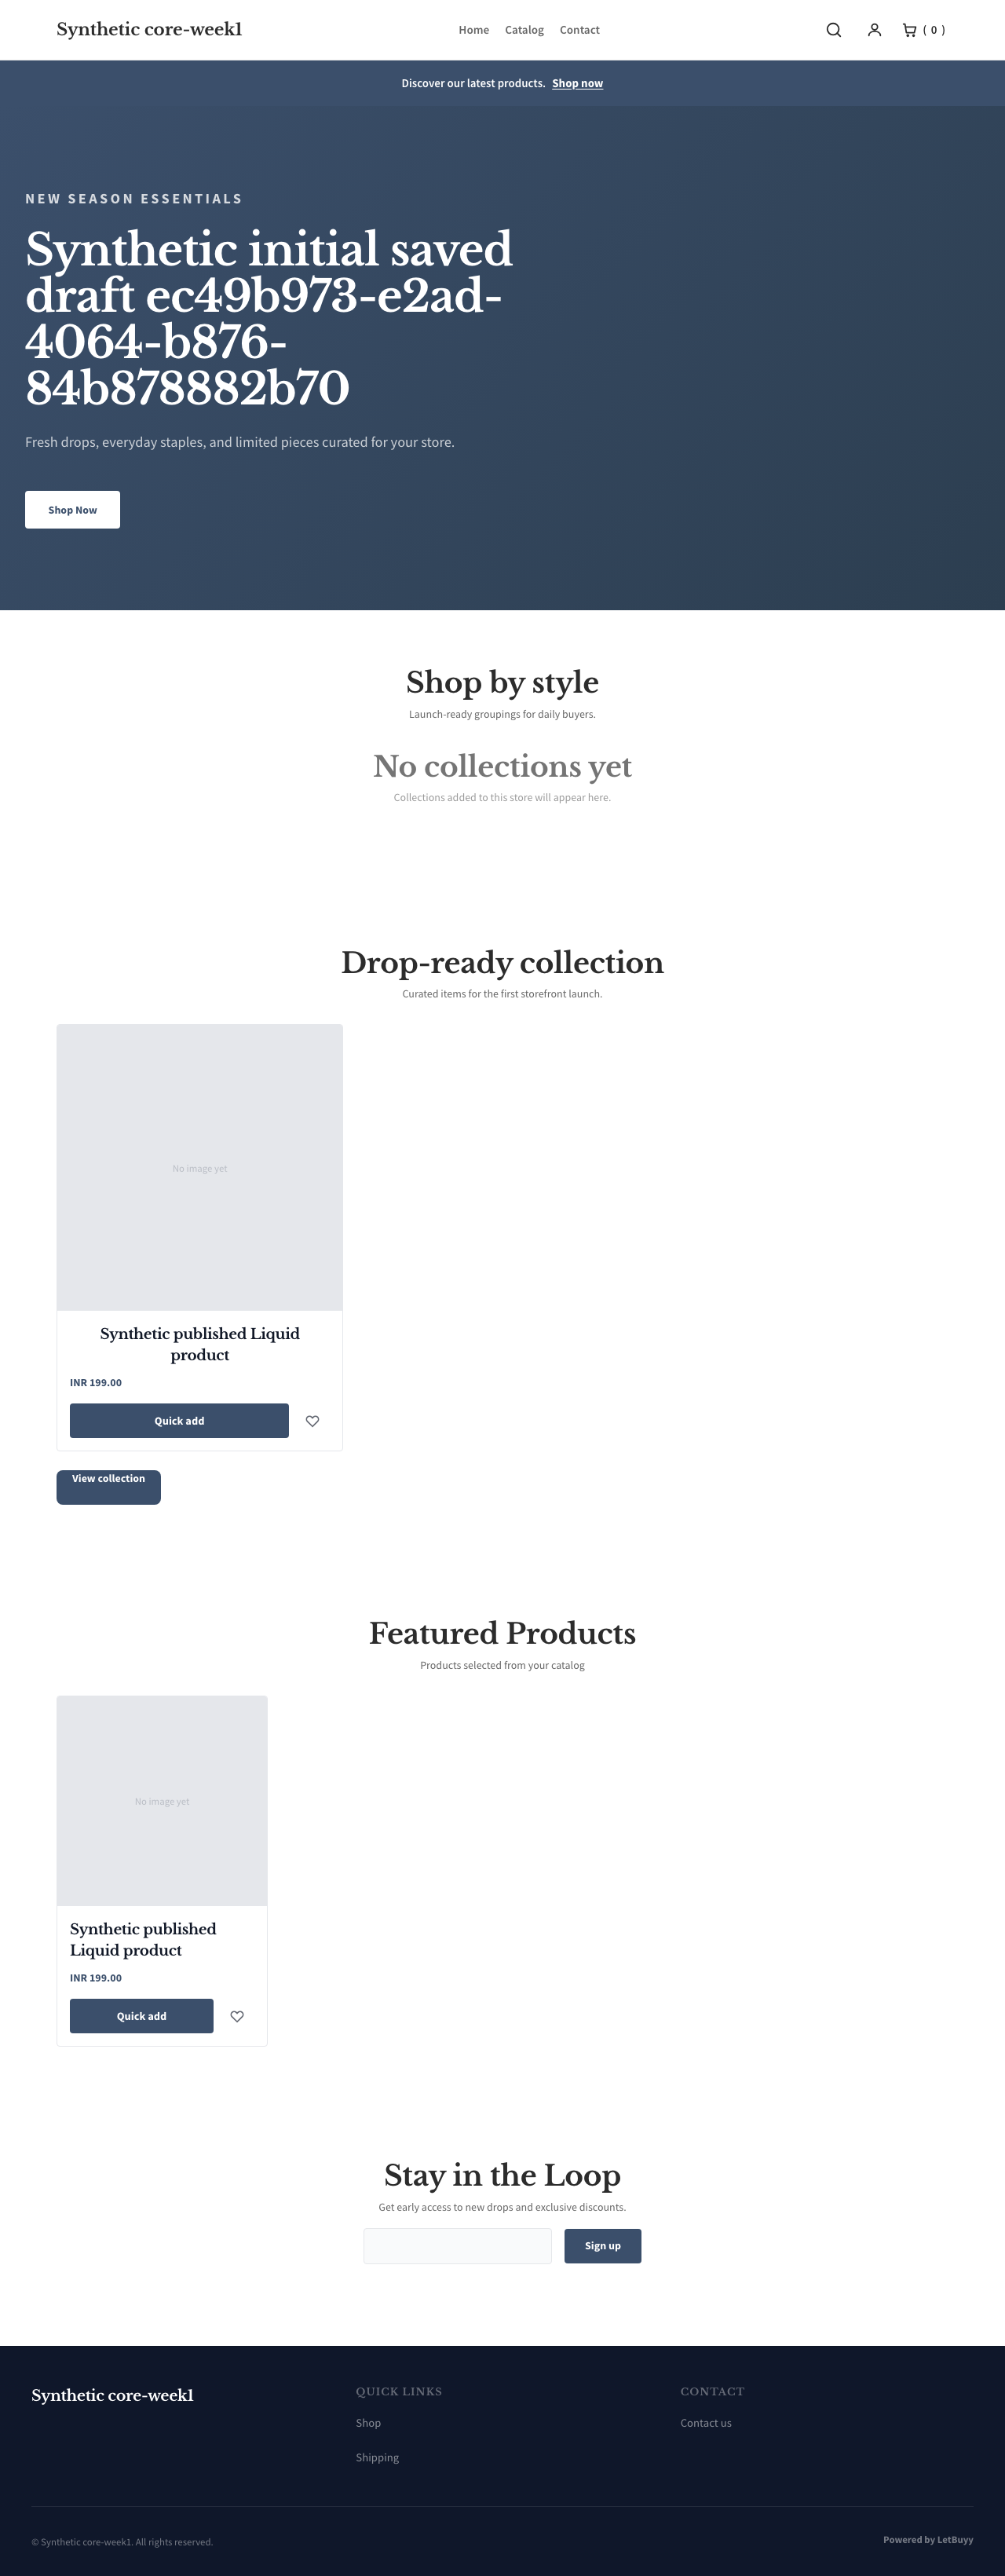 Synthetic core-week1
Home Catalog Contact
( 0 )
Discover our latest products. Shop now
NEW SEASON ESSENTIALS
Synthetic initial saved
draft ec49b973-e2ad-
4064-b876-
84b878882b70
Fresh drops, everyday staples, and limited pieces curated for your store.
Shop Now
Shop by style
Launch-ready groupings for daily buyers.
No collections yet
Collections added to this store will appear here.
Drop-ready collection
Curated items for the first storefront launch.
No image yet
Synthetic published Liquid
product
INR 199.00
Quick add
View collection
Featured Products
Products selected from your catalog
No image yet
Synthetic published
Liquid product
INR 199.00
Quick add
Stay in the Loop
Get early access to new drops and exclusive discounts.
Sign up
Synthetic core-week1
QUICK LINKS
Shop
Shipping
CONTACT
Contact us
© Synthetic core-week1. All rights reserved.
Powered by LetBuyy